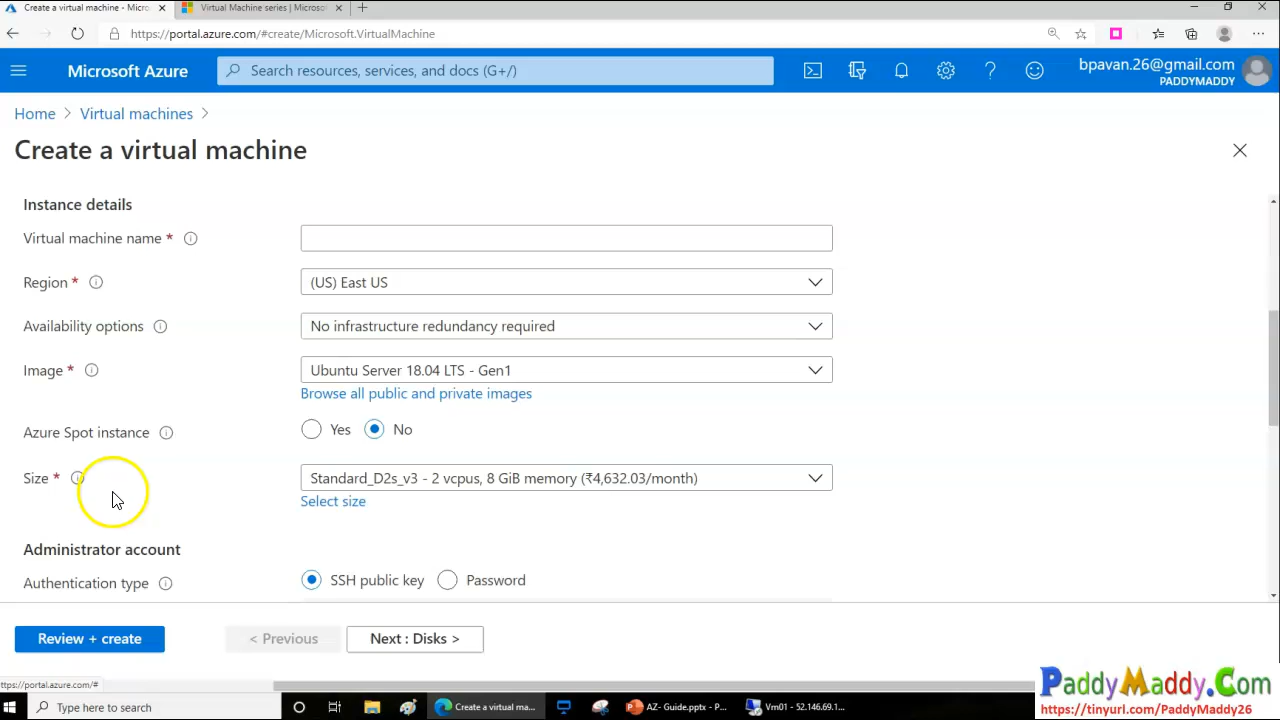 Create a virtual machine - Micros
Virtual Machine series | Microsof
https://portal.azure.com/#create/Microsoft.VirtualMachine
Microsoft Azure
Search resources, services, and docs (G+/)
bpavan.26@gmail.com
PADDYMADDY
Home > Virtual machines >
Create a virtual machine
Instance details
Virtual machine name *
Region * (US) East US
Availability options No infrastructure redundancy required
Image * Ubuntu Server 18.04 LTS - Gen1
Browse all public and private images
Azure Spot instance Yes No
Size * Standard_D2s_v3 - 2 vcpus, 8 GiB memory (₹4,632.03/month)
Select size
Administrator account
Authentication type SSH public key Password
Review + create < Previous Next : Disks >
ttps://portal.azure.com/#
PaddyMaddy.Com
https://tinyurl.com/PaddyMaddy26
Type here to search
Create a virtual ma...
AZ- Guide.pptx - P...
Vm01 - 52.146.69.1...